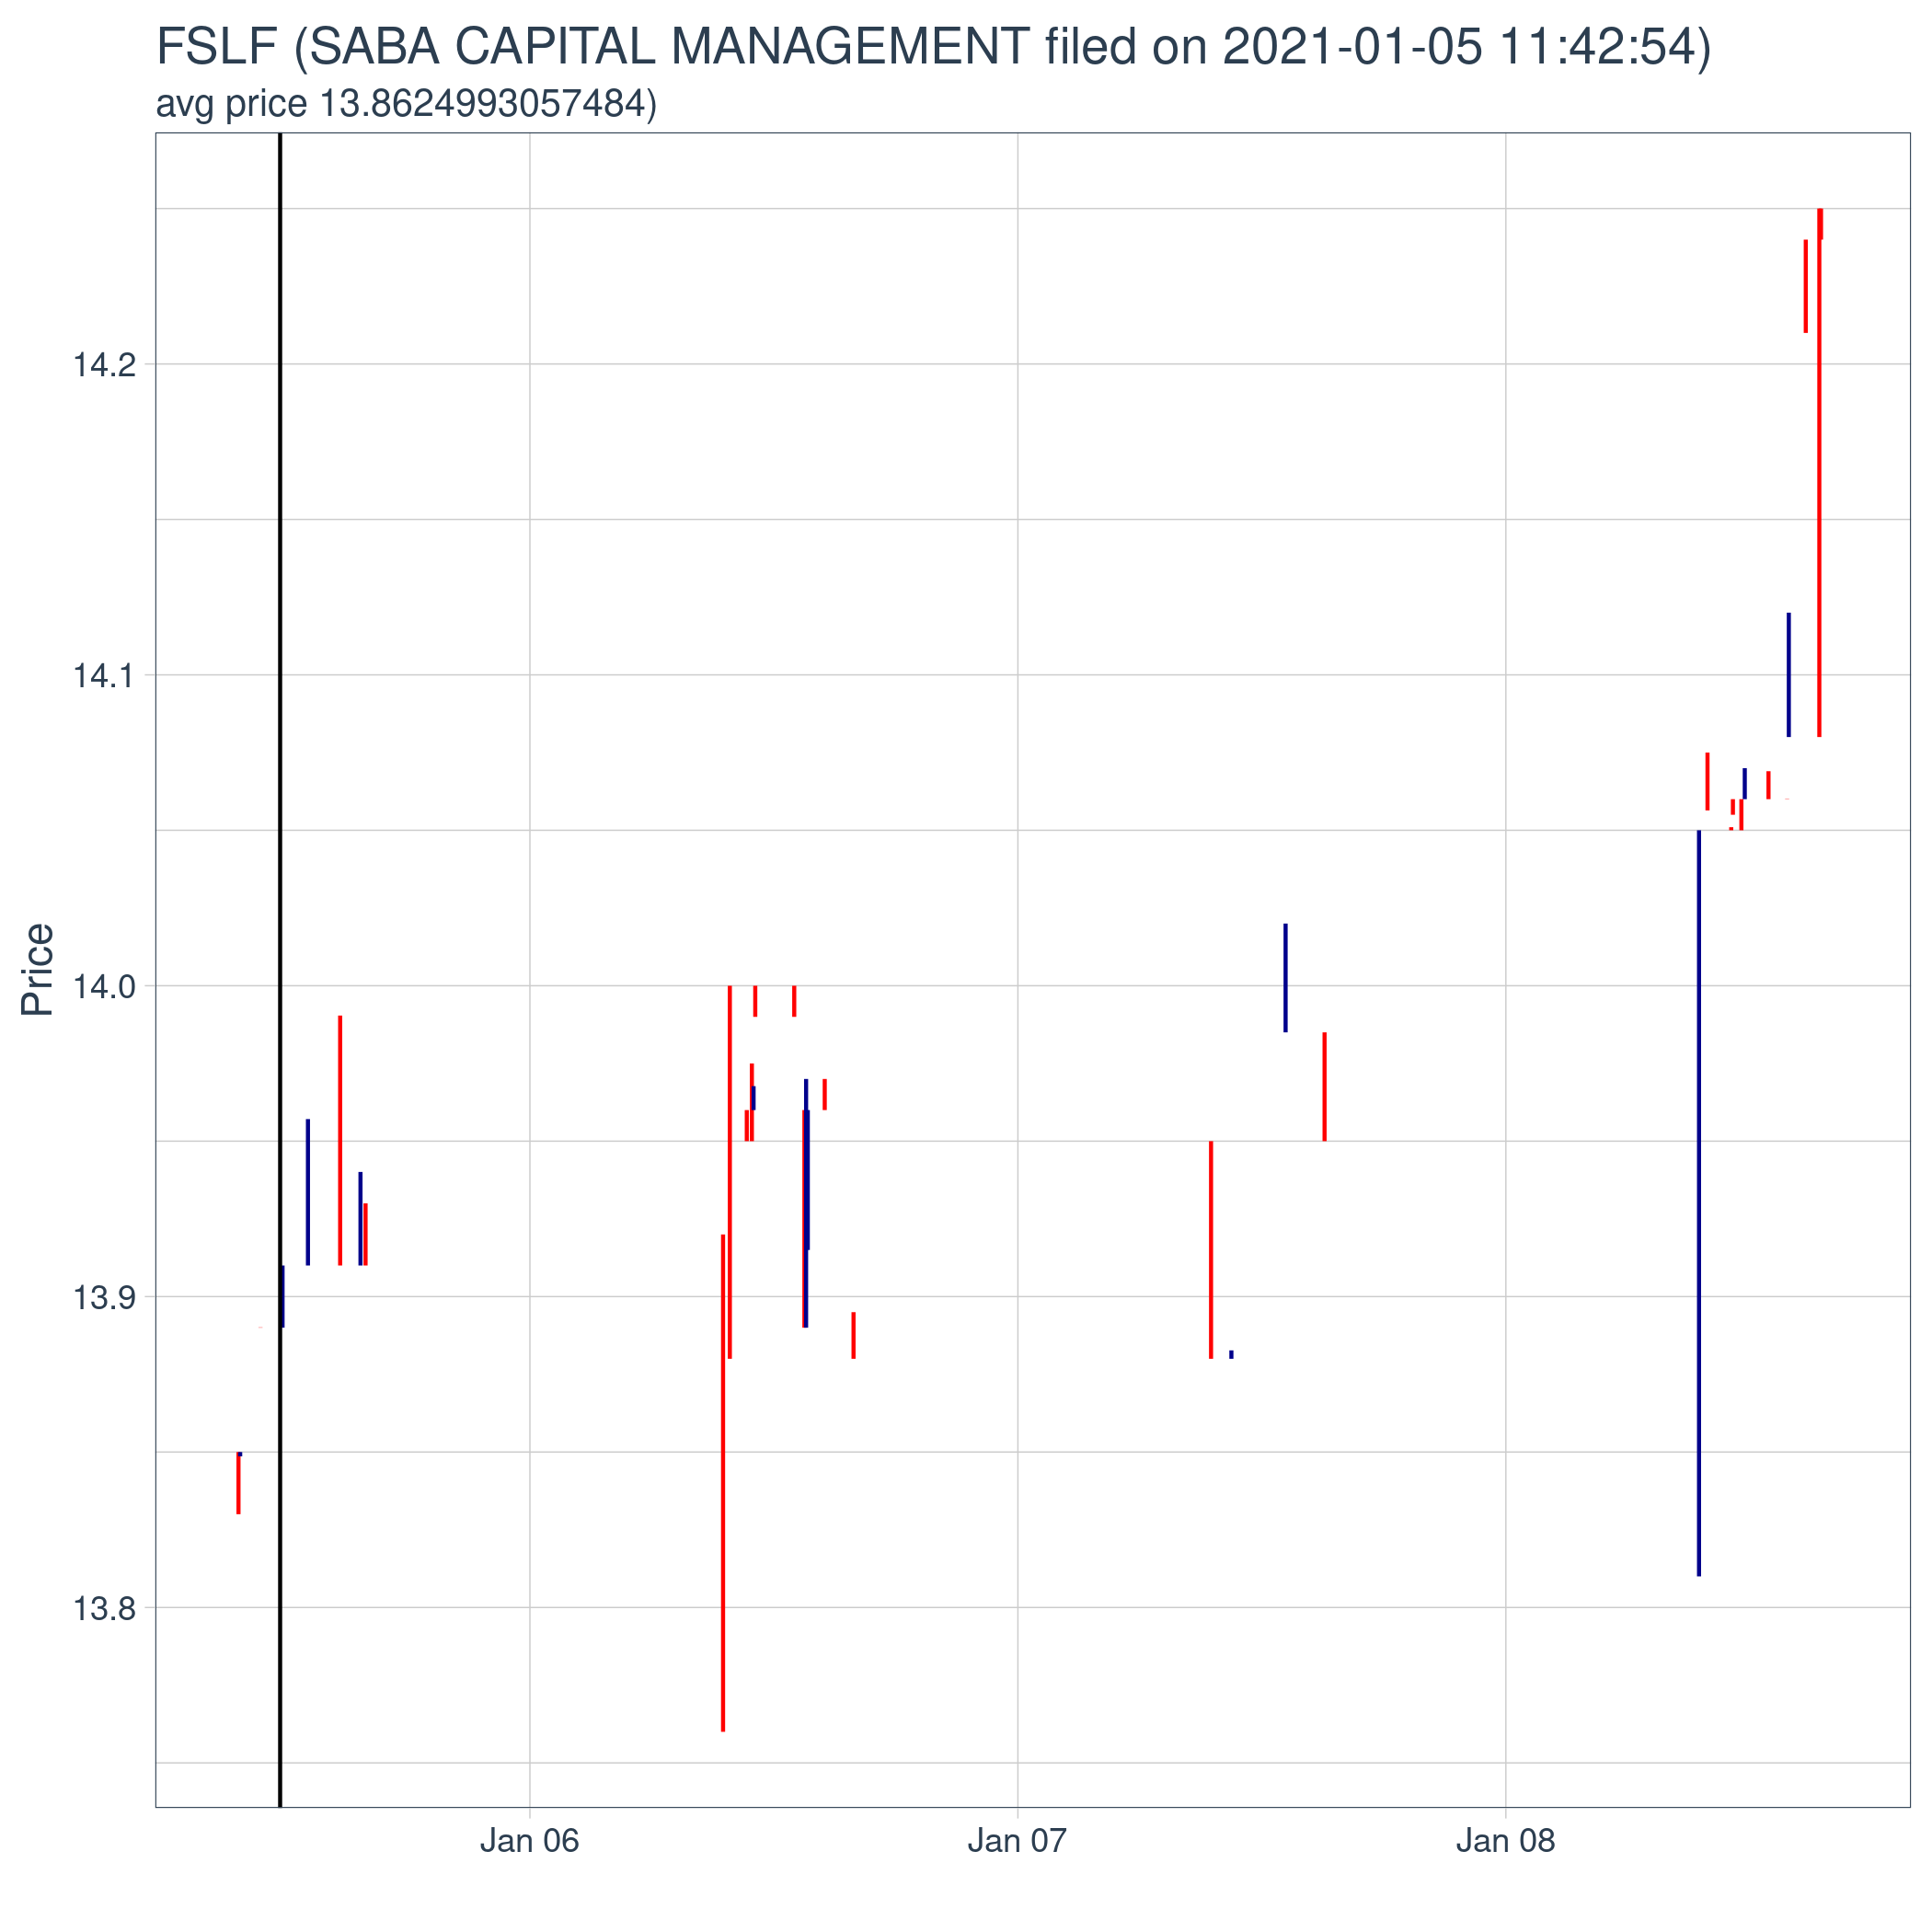 FSLF (SABA CAPITAL MANAGEMENT filed on 2021-01-05 11:42:54)
avg price 13.8624993057484)
14.2
14.1
14.0
13.9
13.8
Price
Jan 06 Jan 07 Jan 08